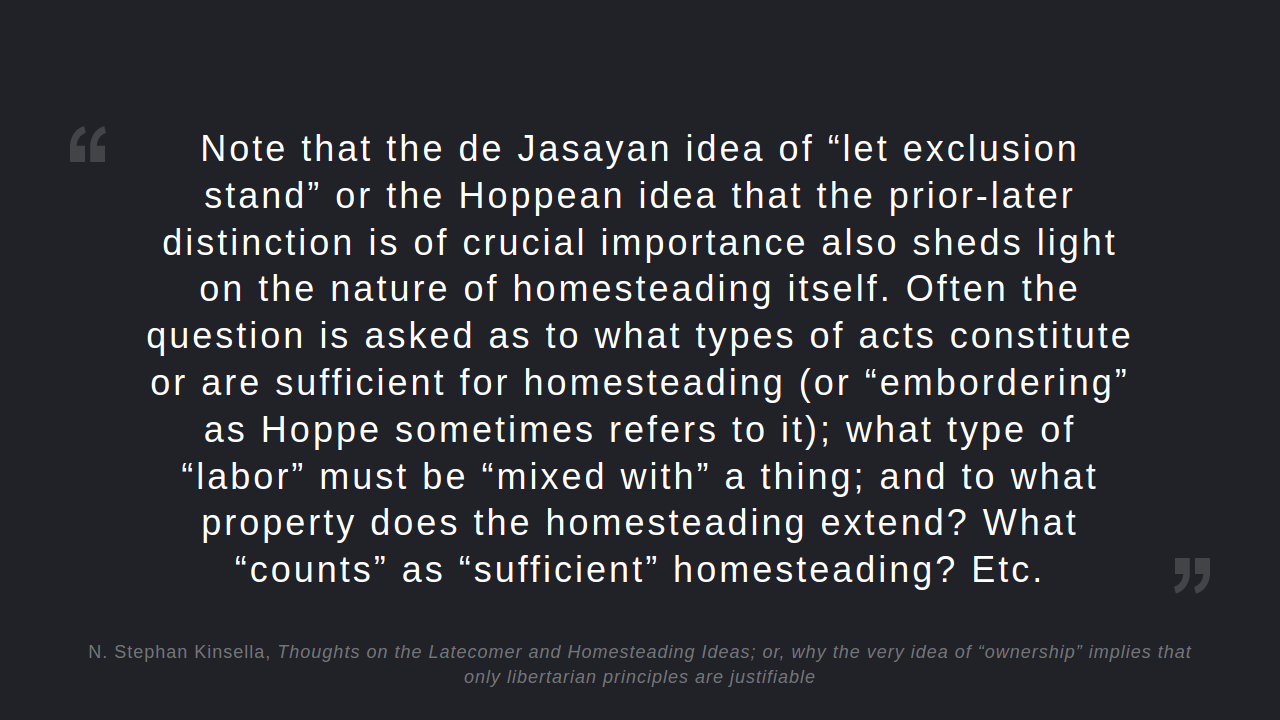 “
Note that the de Jasayan idea of “let exclusion
stand” or the Hoppean idea that the prior-later
distinction is of crucial importance also sheds light
on the nature of homesteading itself. Often the
question is asked as to what types of acts constitute
or are sufficient for homesteading (or “embordering”
as Hoppe sometimes refers to it); what type of
“labor” must be “mixed with” a thing; and to what
property does the homesteading extend? What
“counts” as “sufficient” homesteading? Etc.
”
N. Stephan Kinsella, Thoughts on the Latecomer and Homesteading Ideas; or, why the very idea of “ownership” implies that
only libertarian principles are justifiable